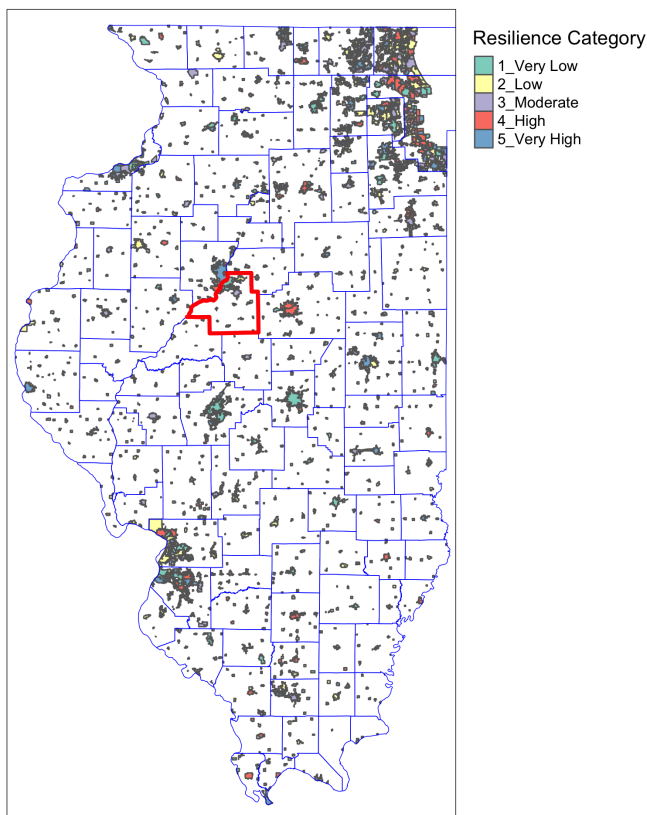 Resilience Category
1_Very Low
2_Low
3_Moderate
4_High
5_Very High